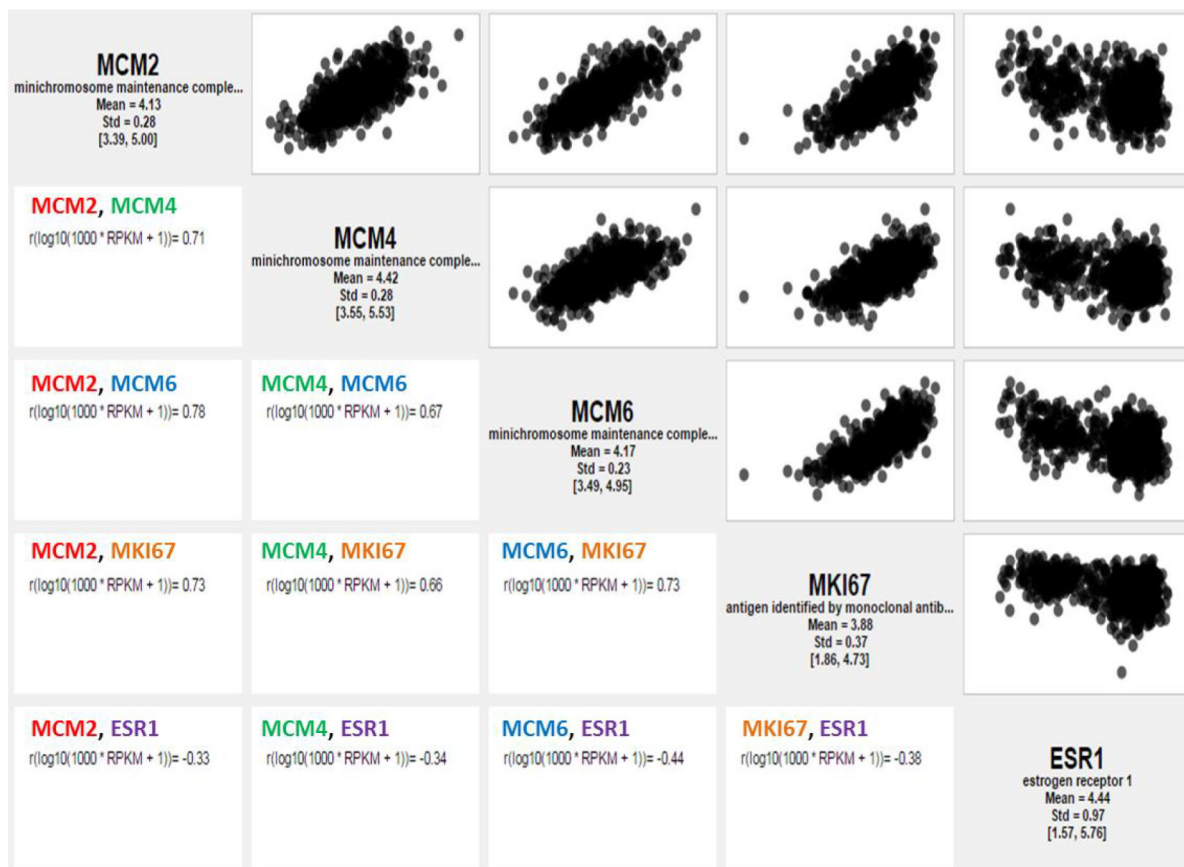 MCM2
minichromosome maintenance comple...
Mean = 4.13
Std = 0.28
[3.39, 5.00]
MCM2, MCM4
r(log10(1000 * RPKM + 1))= 0.71
MCM4
minichromosome maintenance comple...
Mean = 4.42
Std = 0.28
[3.55, 5.53]
MCM2, MCM6
r(log10(1000 * RPKM + 1))= 0.78
MCM4, MCM6
r(log10(1000 * RPKM + 1))= 0.67
MCM6
minichromosome maintenance comple...
Mean = 4.17
Std = 0.23
[3.49, 4.95]
MCM2, MKI67
r(log10(1000 * RPKM + 1))= 0.73
MCM4, MKI67
r(log10(1000 * RPKM + 1))= 0.66
MCM6, MKI67
r(log10(1000 * RPKM + 1))= 0.73
MKI67
antigen identified by monoclonal antib...
Mean = 3.88
Std = 0.37
[1.86, 4.73]
MCM2, ESR1
r(log10(1000 * RPKM + 1))= -0.33
MCM4, ESR1
r(log10(1000 * RPKM + 1))= -0.34
MCM6, ESR1
r(log10(1000 * RPKM + 1))= -0.44
MKI67, ESR1
r(log10(1000 * RPKM + 1))= -0.38
ESR1
estrogen receptor 1
Mean = 4.44
Std = 0.97
[1.57, 5.76]